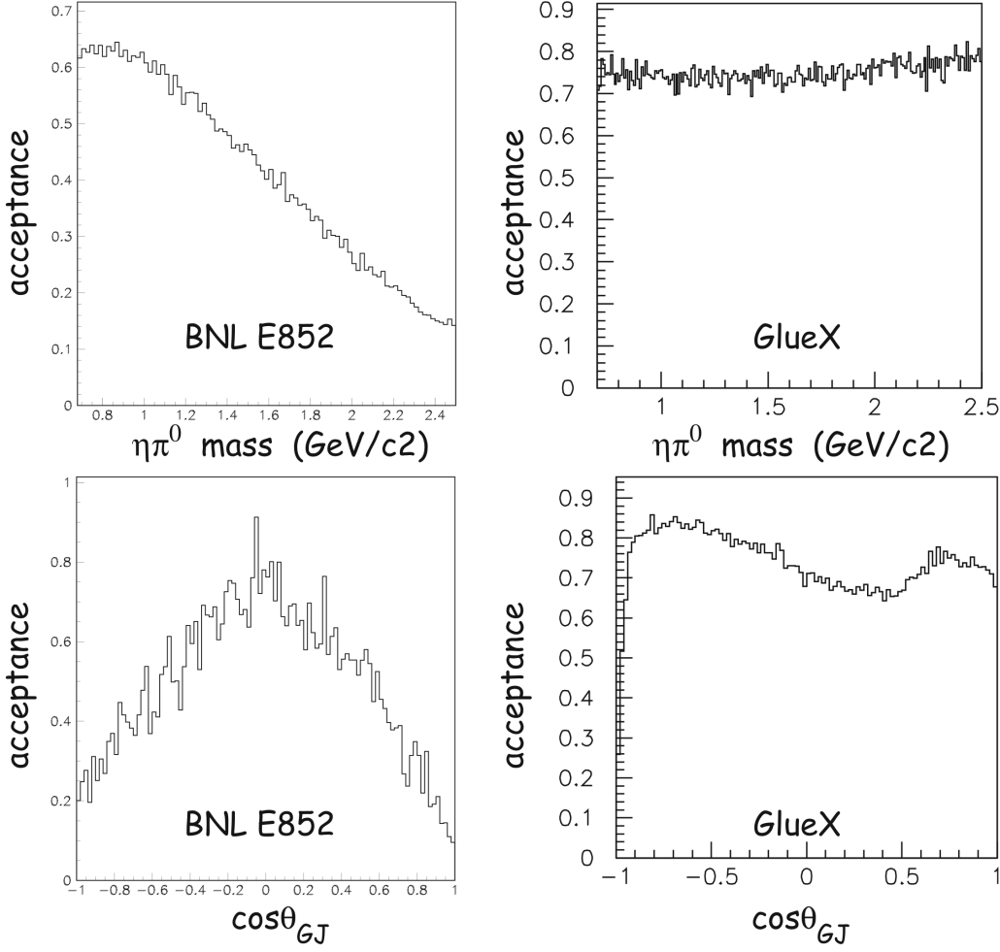 0.7
0.6
0.5
0.4
0.3
0.2
0.1
0
acceptance
BNL E852
0.8 1 1.2 1.4 1.6 1.8 2 2.2 2.4
ηπ⁰ mass (GeV/c2)
0.9
0.8
0.7
0.6
0.5
0.4
0.3
0.2
0.1
0
acceptance
GlueX
1 1.5 2 2.5
ηπ⁰ mass (GeV/c2)
1
0.8
0.6
0.4
0.2
0
acceptance
BNL E852
−1 −0.8 −0.6 −0.4 −0.2 0 0.2 0.4 0.6 0.8 1
cosθ_GJ
0.9
0.8
0.7
0.6
0.5
0.4
0.3
0.2
0.1
0
acceptance
GlueX
−1 −0.5 0 0.5 1
cosθ_GJ